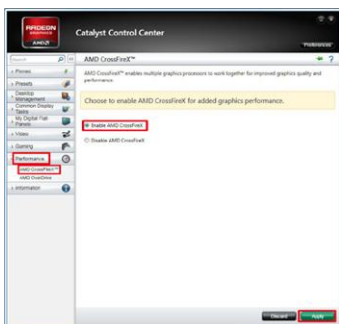 RADEON
GRAPHICS
AMD
Catalyst Control Center
Preferences
Search
AMD CrossFireX™
Pinned
Presets
Desktop
Management
Common Display
Tasks
My Digital Flat-
Panels
Video
Gaming
Performance
AMD CrossFireX™
AMD OverDrive
Information
AMD CrossFireX™ enables multiple graphics processors to work together for improved graphics quality and
performance.
Choose to enable AMD CrossFireX for added graphics performance.
Enable AMD CrossFireX
Disable AMD CrossFireX
Discard
Apply